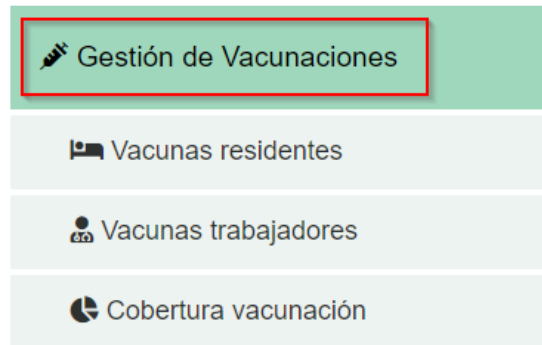 Gestión de Vacunaciones
Vacunas residentes
Vacunas trabajadores
Cobertura vacunación